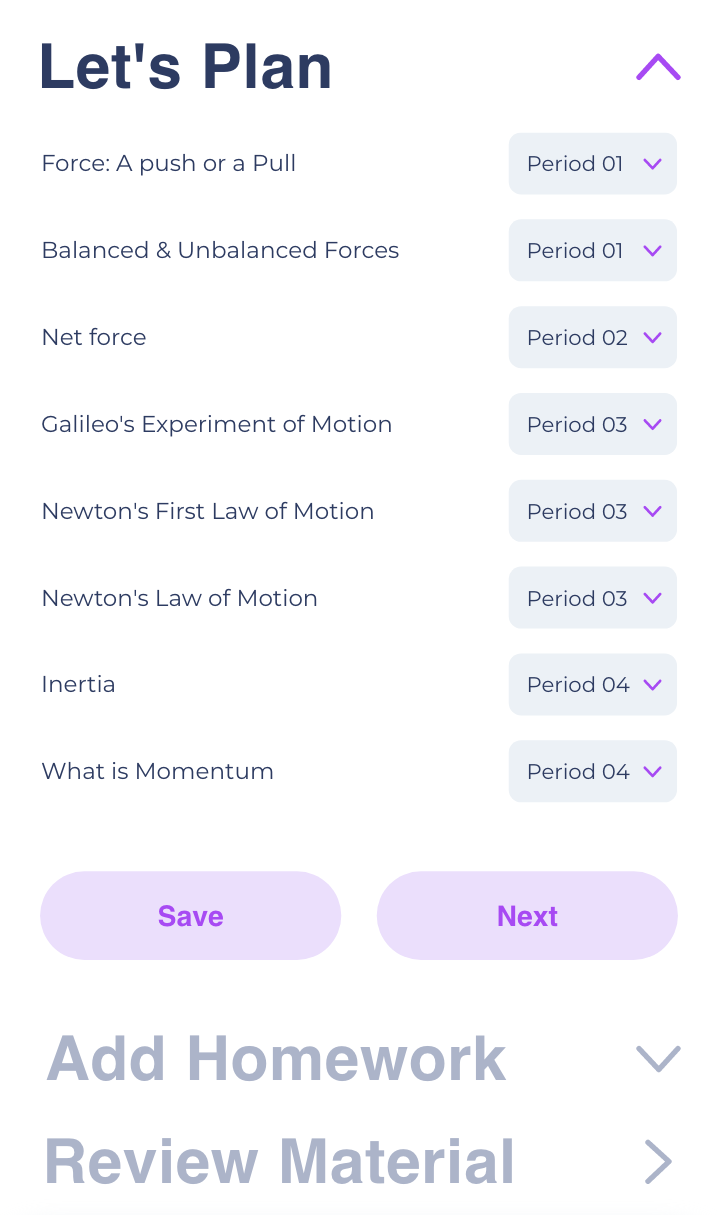 Let's Plan
Force: A push or a Pull
Period 01
Balanced & Unbalanced Forces
Period 01
Net force
Period 02
Galileo's Experiment of Motion
Period 03
Newton's First Law of Motion
Period 03
Newton's Law of Motion
Period 03
Inertia
Period 04
What is Momentum
Period 04
Save
Next
Add Homework
Review Material